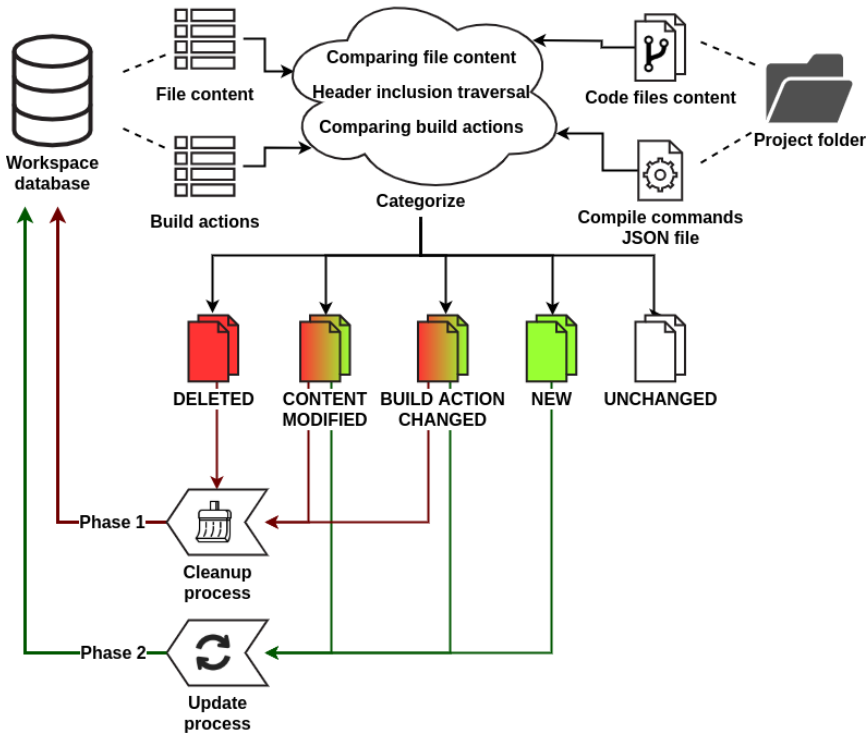 Workspace
database
File content
Build actions
Comparing file content
Header inclusion traversal
Comparing build actions
Categorize
Code files content
Compile commands
JSON file
Project folder
DELETED
CONTENT
MODIFIED
BUILD ACTION
CHANGED
NEW
UNCHANGED
Phase 1
Cleanup
process
Phase 2
Update
process